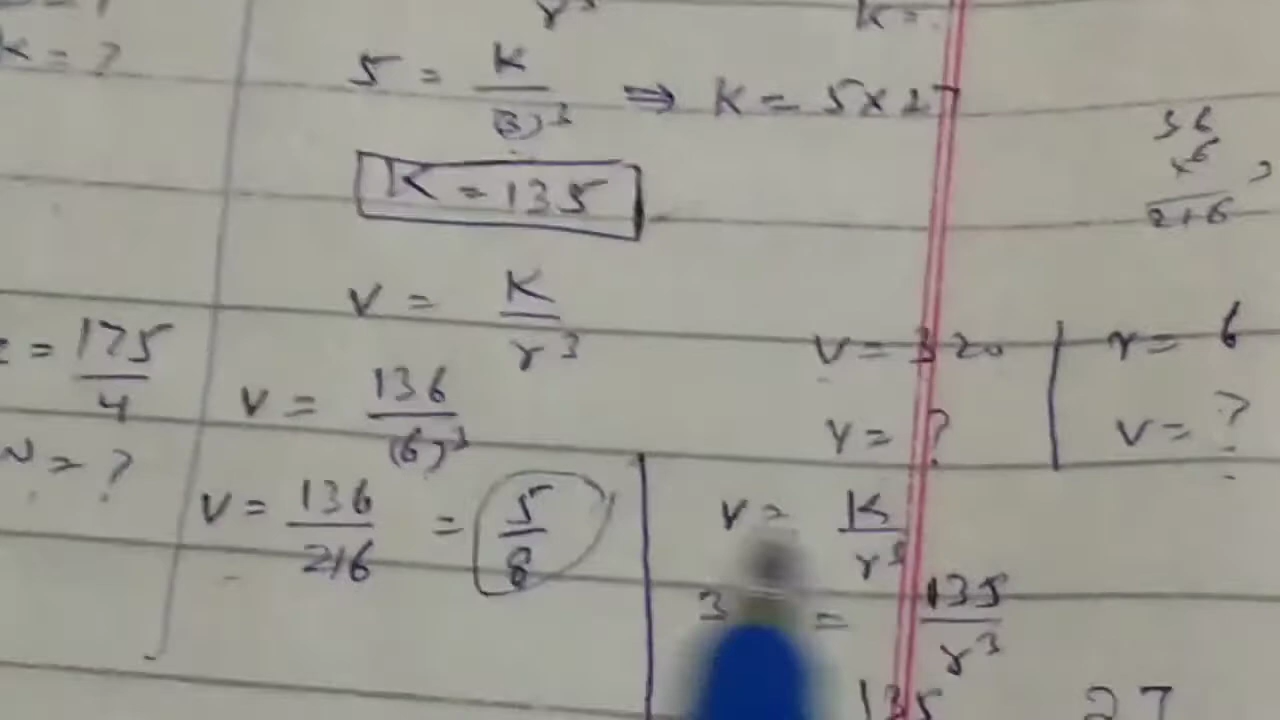 k = ?
5 = K/(3)³ ⇒ K = 5 × 27
K = 135
36
×6
216
V = K/r³
V = 320
r = 6
= 175/4
V = 136/(6)³
r = ?
V = ?
= ?
V = 136/216 = 5/8
V = K/r³
3 = 135/r³
135 27